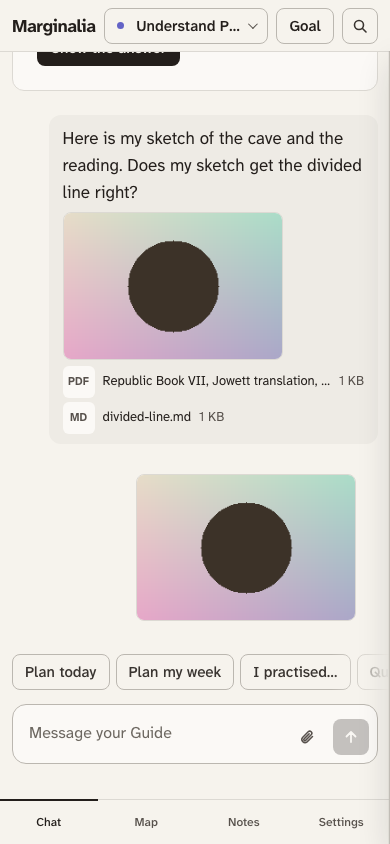 Marginalia
Understand P...
Goal
Here is my sketch of the cave and the
reading. Does my sketch get the divided
line right?
PDF
Republic Book VII, Jowett translation, ...
1 KB
MD
divided-line.md
1 KB
Plan today
Plan my week
I practised...
Message your Guide
Chat
Map
Notes
Settings